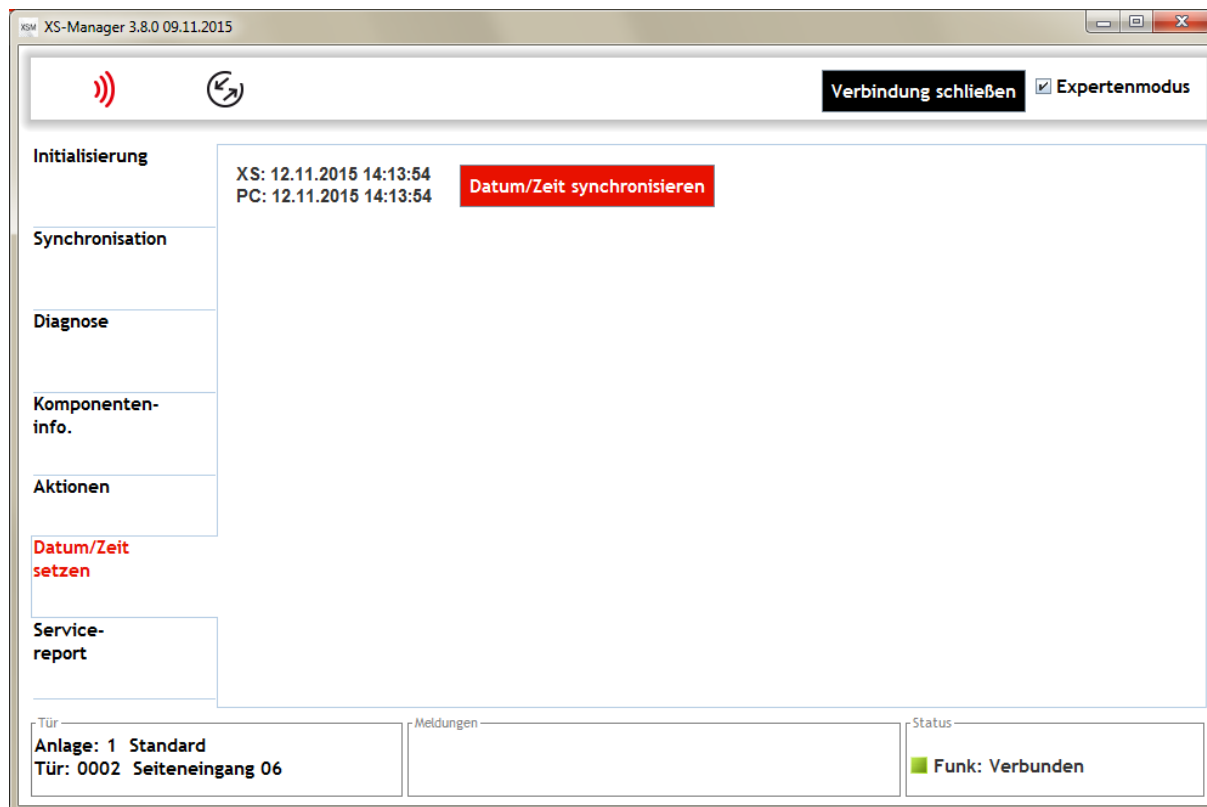 XSM XS-Manager 3.8.0 09.11.2015
Verbindung schließen
Expertenmodus
Initialisierung
Synchronisation
Diagnose
Komponenten-
info.
Aktionen
Datum/Zeit
setzen
Service-
report
XS: 12.11.2015 14:13:54
PC: 12.11.2015 14:13:54
Datum/Zeit synchronisieren
Tür
Anlage: 1 Standard
Tür: 0002 Seiteneingang 06
Meldungen
Status
Funk: Verbunden